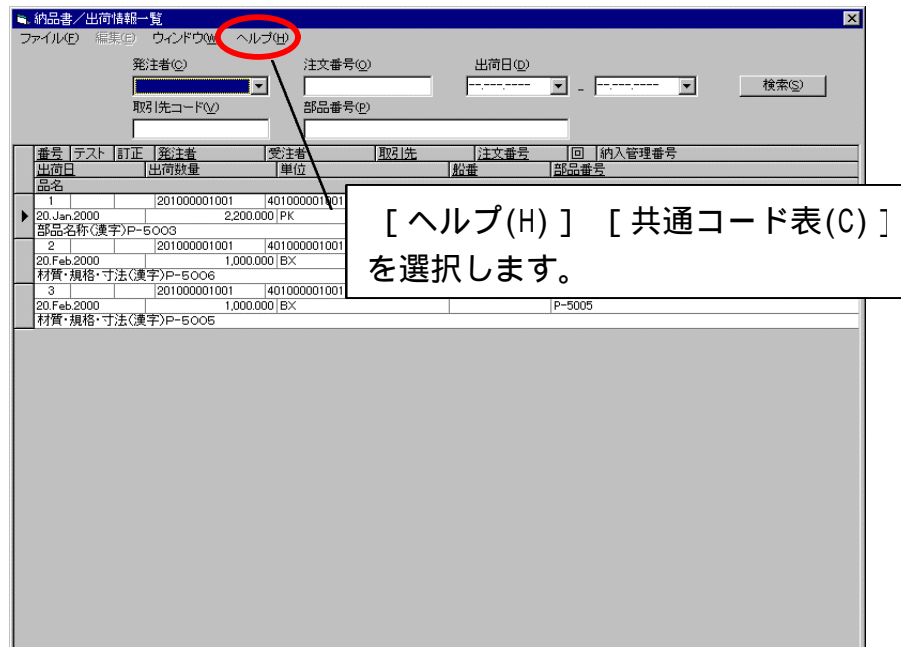 納品書／出荷情報一覧
ファイル(F) 編集(E) ウィンドウ(W) ヘルプ(H)
発注者(C) 注文番号(O) 出荷日(D)
--.---.---- - --.---.---- 検索(S)
取引先コード(V) 部品番号(P)
番号 テスト 訂正 発注者 受注者 取引先 注文番号 回 納入管理番号
出荷日 出荷数量 単位 船番 部品番号
品名
1 201000001001 401000001001
20.Jan.2000 2,200.000 PK
部品名称(漢字)P-5003
2 201000001001 401000001001
20.Feb.2000 1,000.000 BX
材質・規格・寸法(漢字)P-5006
3 201000001001 401000001001
20.Feb.2000 1,000.000 BX P-5005
材質・規格・寸法(漢字)P-5005
[ヘルプ(H)] [共通コード表(C)]
を選択します。